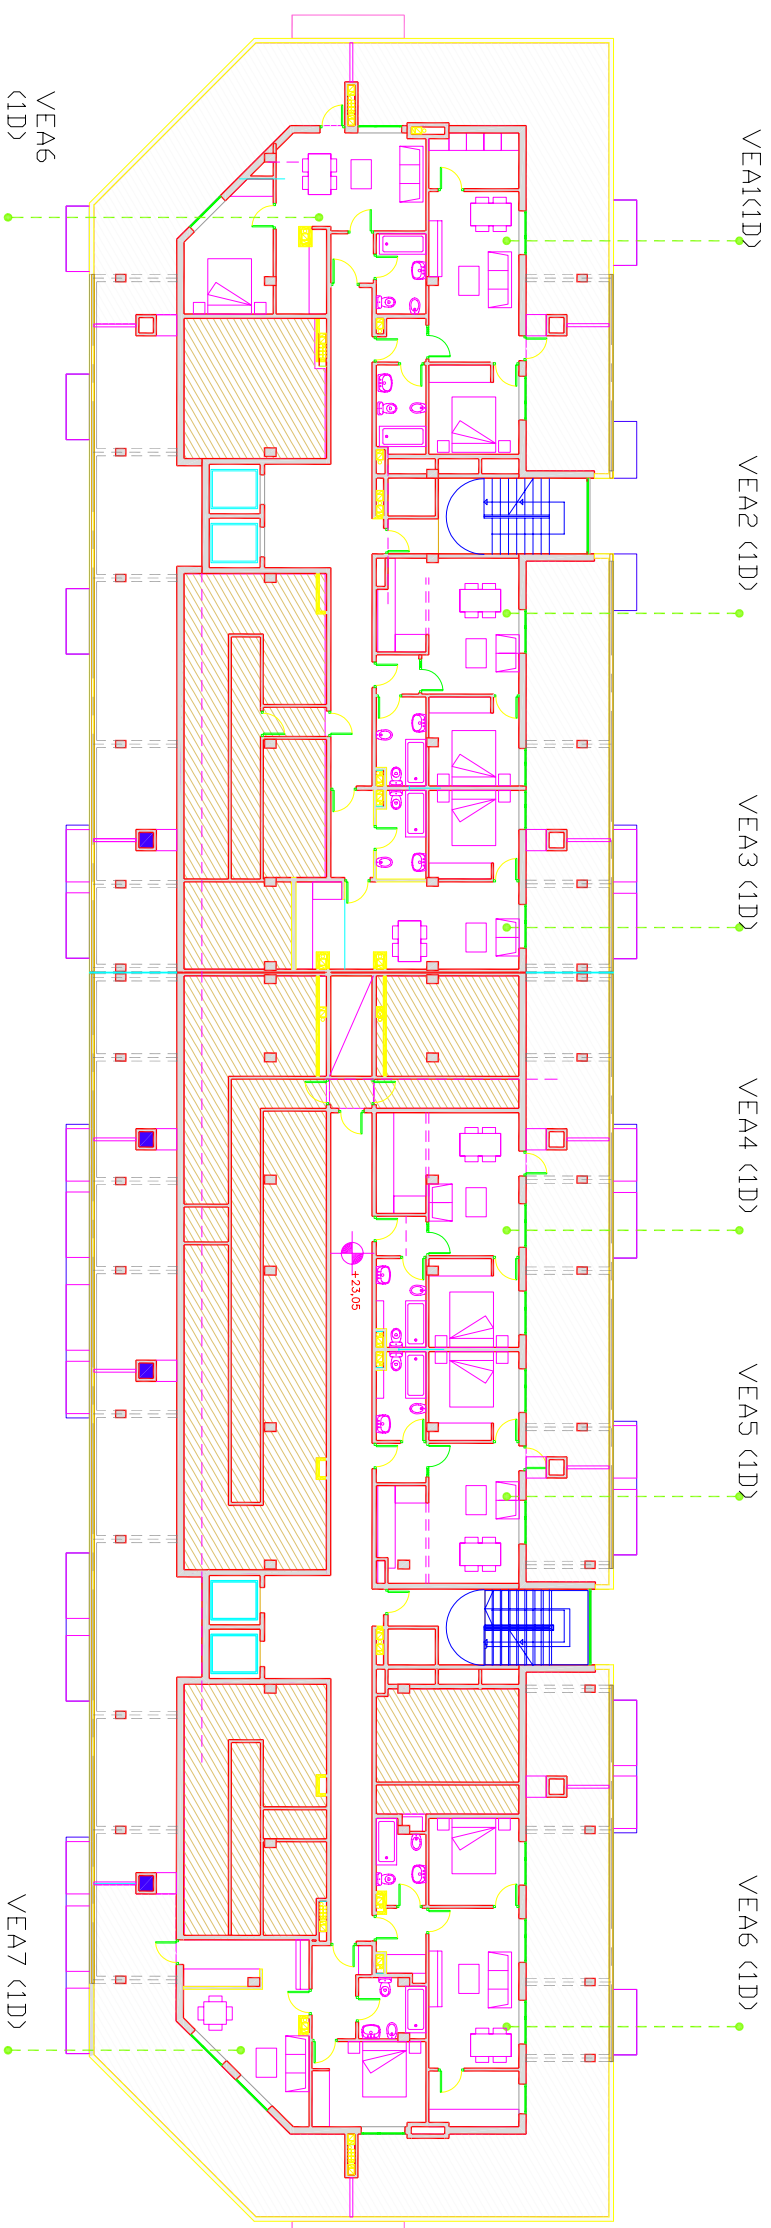 VEA6
(1D)
VEA1(1D)
VEA2 (1D)
VEA3 (1D)
VEA4 (1D)
+23,05
VEA5 (1D)
VEA6 (1D)
VEA7 (1D)